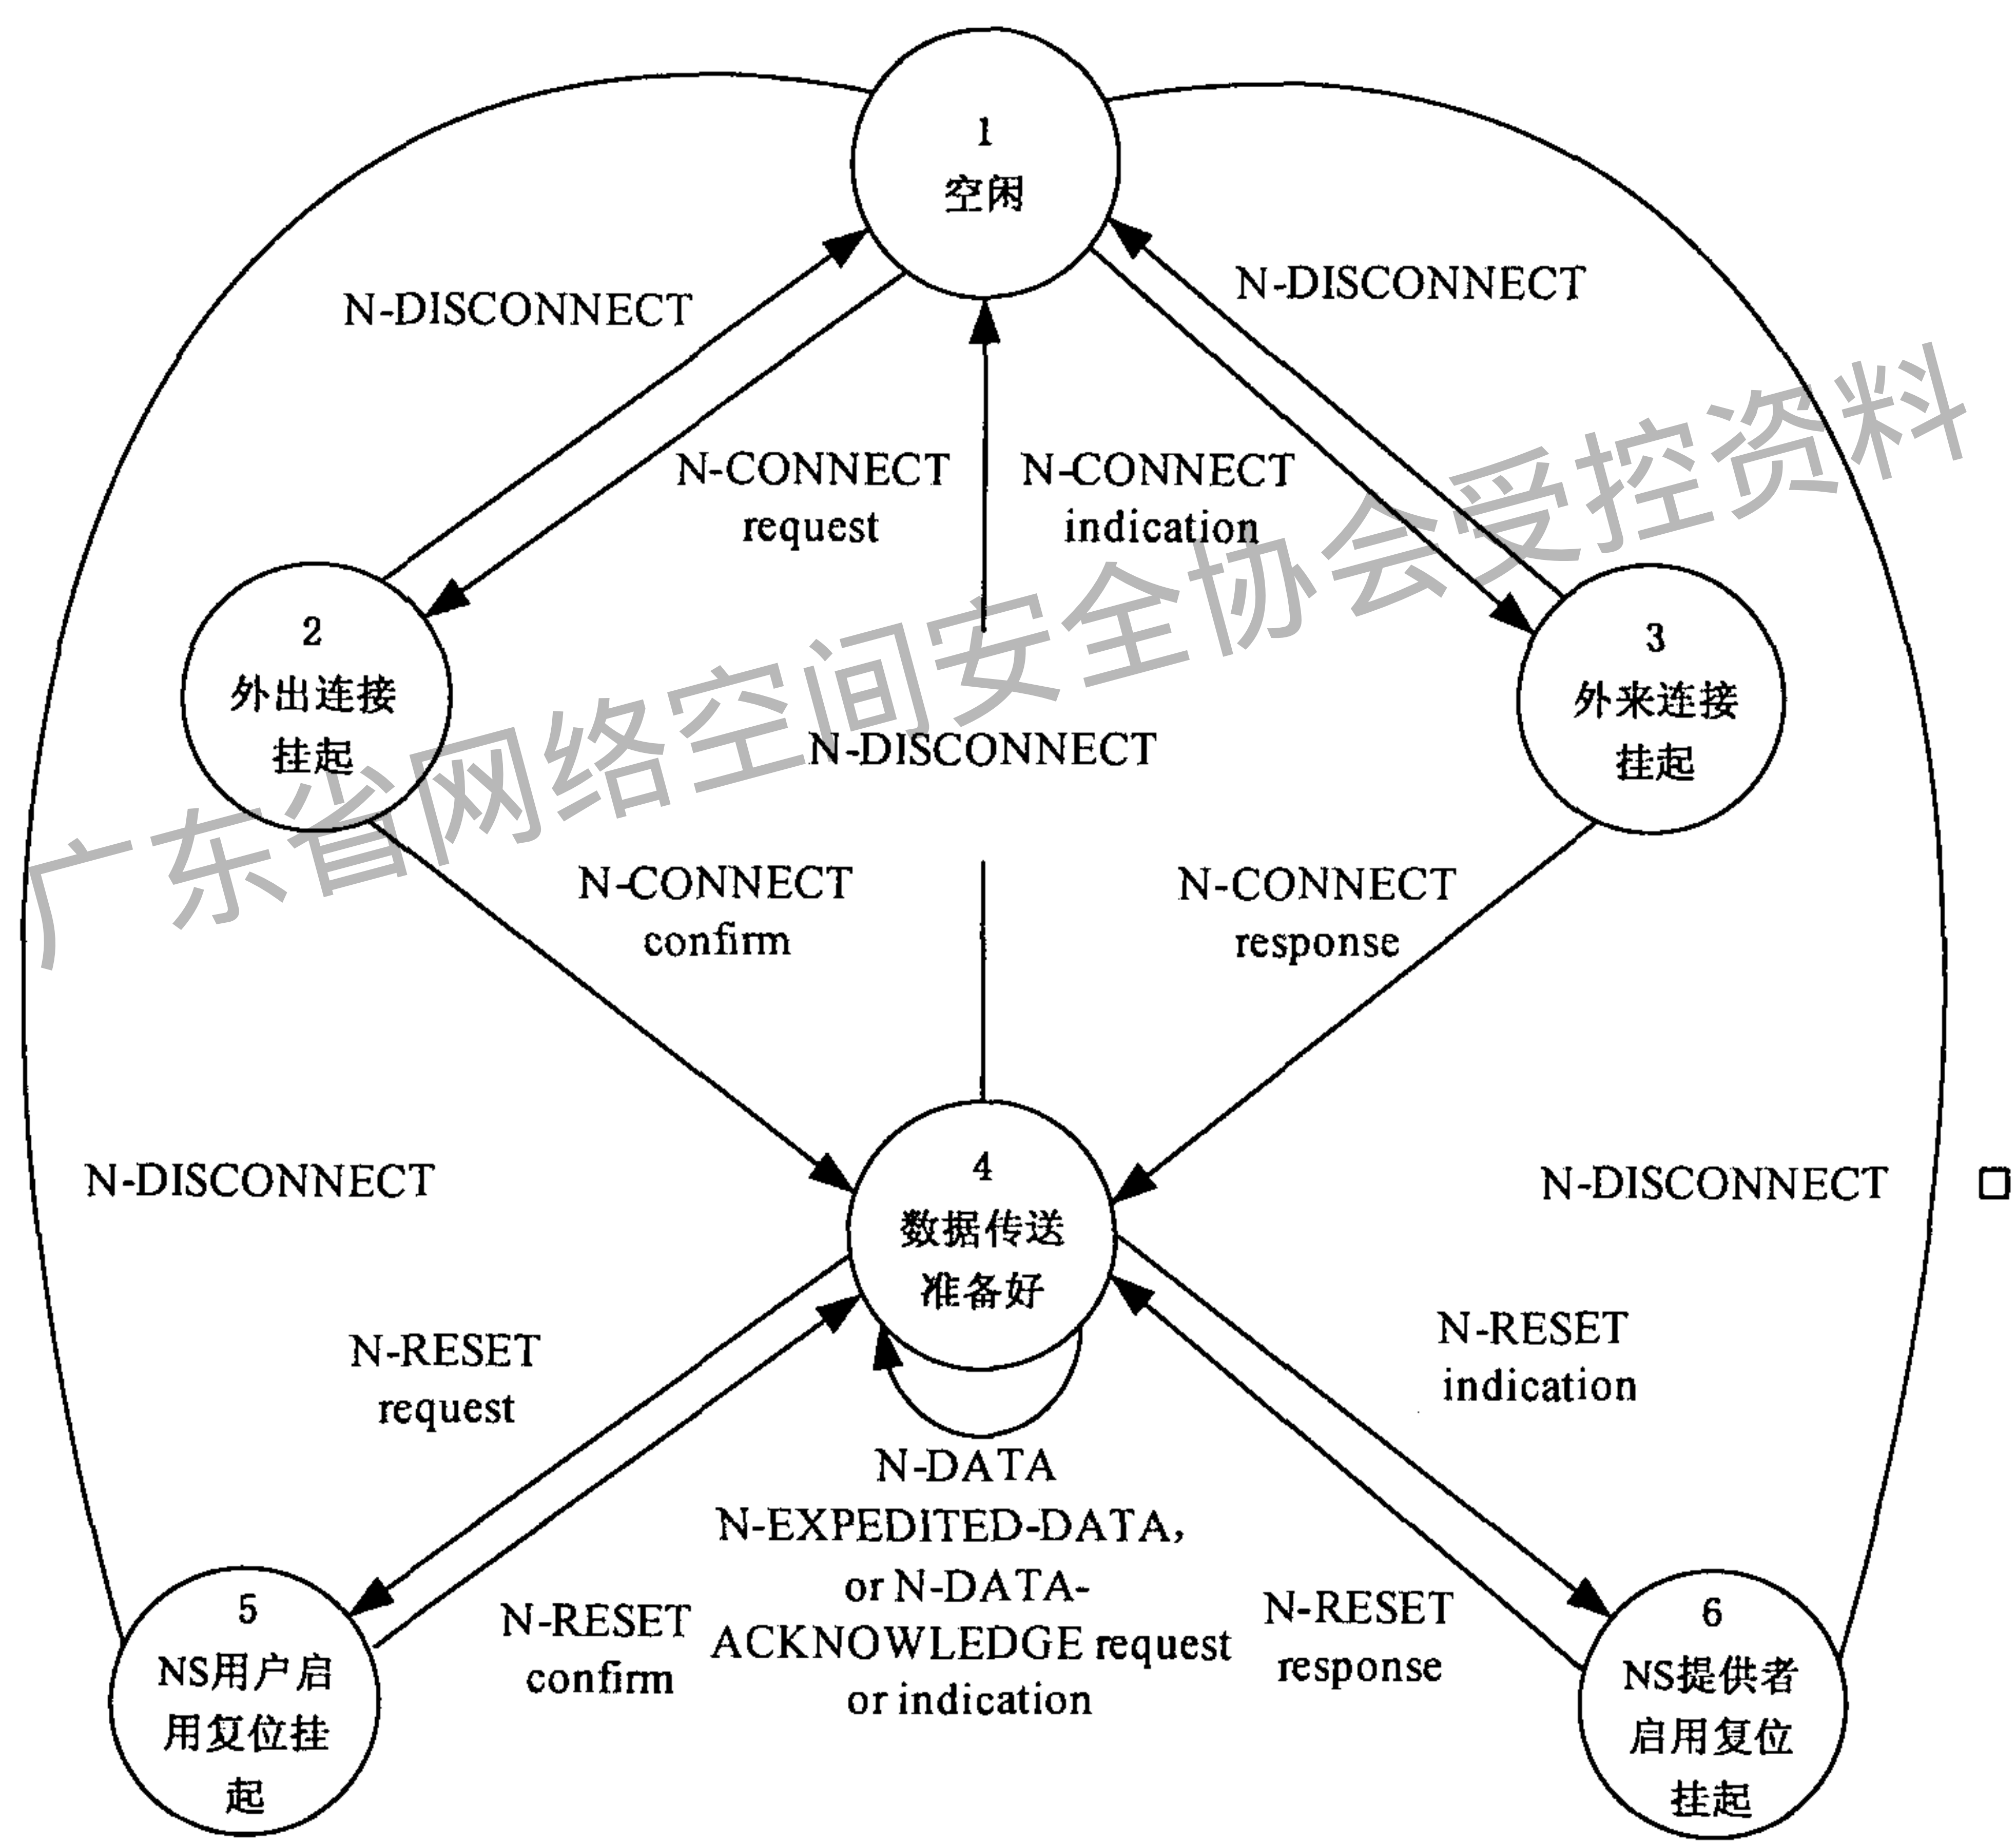 1
空闲
N-DISCONNECT
N-DISCONNECT
N-CONNECT
request
N-CONNECT
indication
2
外出连接
挂起
3
外来连接
挂起
N-DISCONNECT
N-CONNECT
confirm
N-CONNECT
response
N-DISCONNECT
4
数据传送
准备好
N-DISCONNECT
N-RESET
request
N-RESET
indication
N-DATA
N-EXPEDITED-DATA,
or N-DATA-
ACKNOWLEDGE request
or indication
N-RESET
confirm
N-RESET
response
5
NS用户启
用复位挂
起
6
NS提供者
启用复位
挂起
广东省网络空间安全协会受控资料